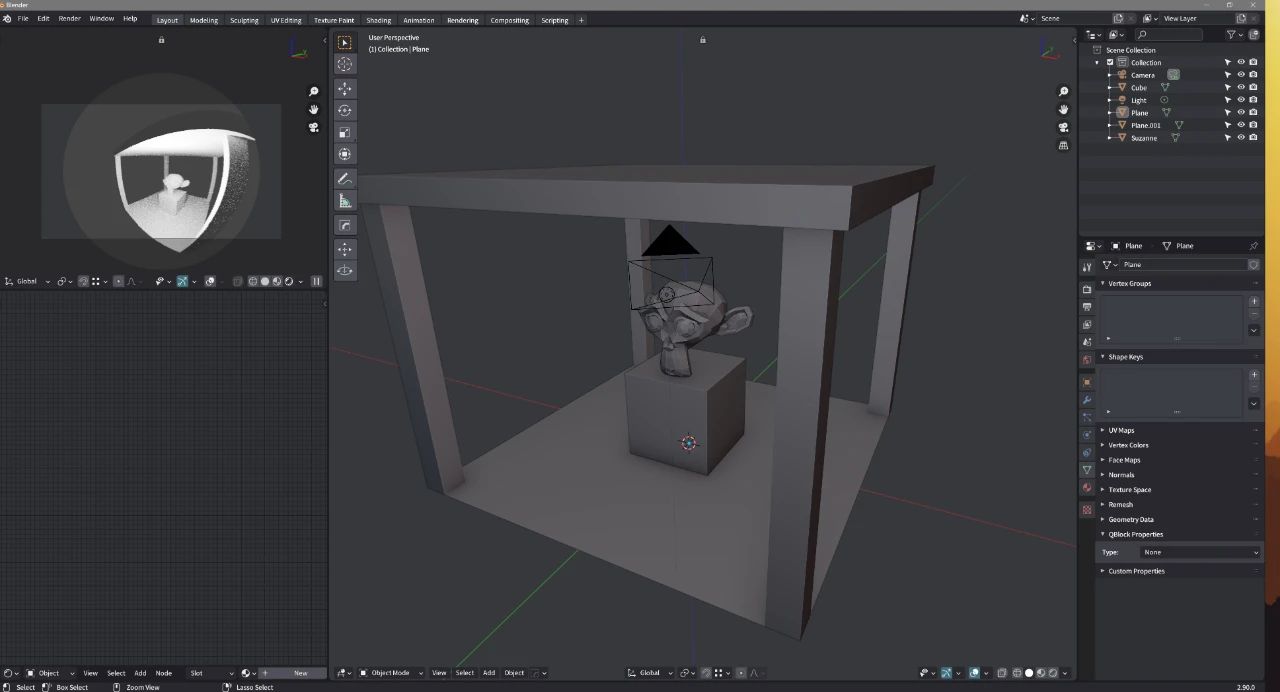 Blender
File Edit Render Window Help
Layout Modeling Sculpting UV Editing Texture Paint Shading Animation Rendering Compositing Scripting +
Scene
View Layer
User Perspective
(1) Collection | Plane
Scene Collection
Collection
Camera
Cube
Light
Plane
Plane.001
Suzanne
Plane
Plane
Plane
Vertex Groups
Shape Keys
UV Maps
Vertex Colors
Face Maps
Normals
Texture Space
Remesh
Geometry Data
QBlock Properties
Type: None
Custom Properties
Global
Object View Select Add Node Slot New
Object Mode View Select Add Object Global
Select Box Select Zoom View Lasso Select
2.90.0